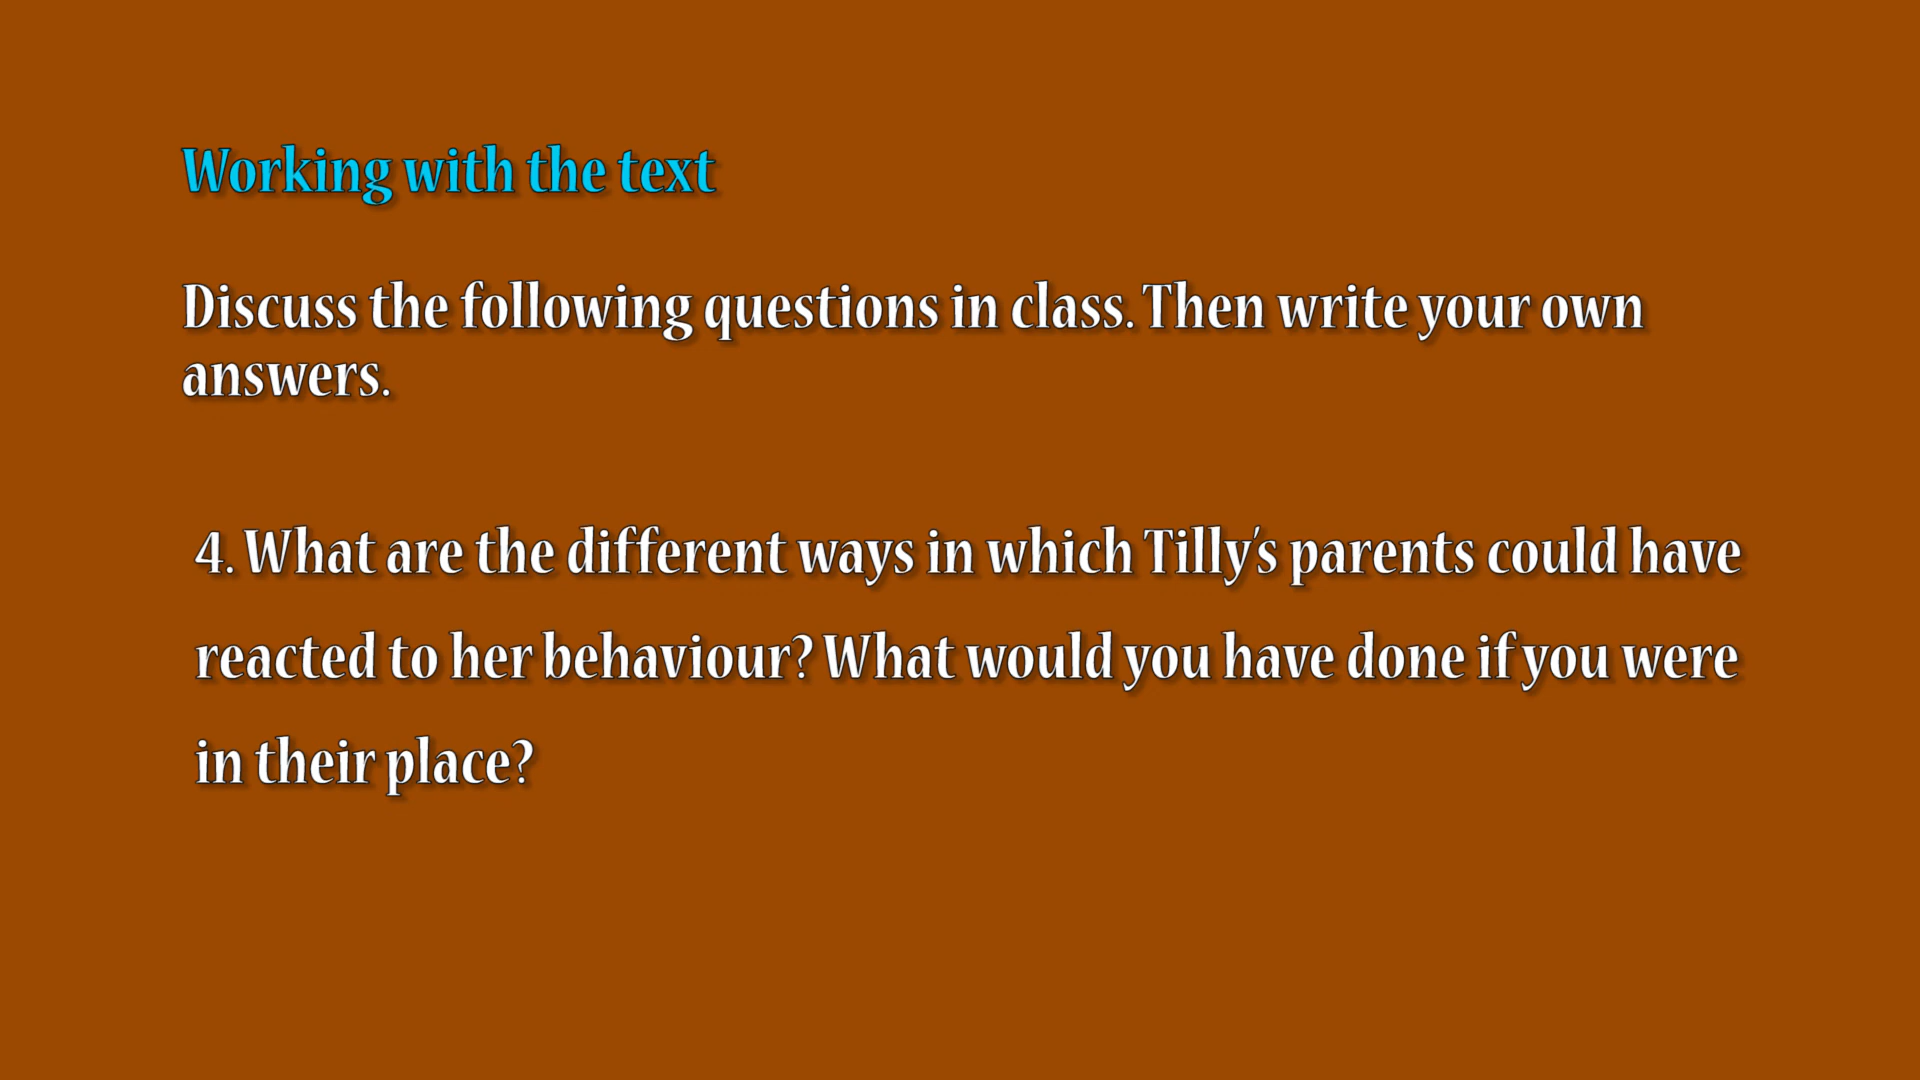 Working with the text
Discuss the following questions in class. Then write your own
answers.
4. What are the different ways in which Tilly's parents could have
reacted to her behaviour? What would you have done if you were
in their place?